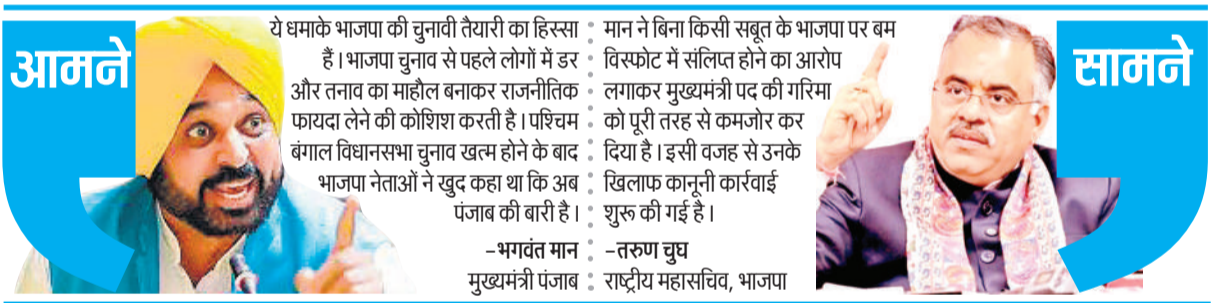 आमने
ये धमाके भाजपा की चुनावी तैयारी का हिस्सा
हैं। भाजपा चुनाव से पहले लोगों में डर
और तनाव का माहौल बनाकर राजनीतिक
फायदा लेने की कोशिश करती है। पश्चिम
बंगाल विधानसभा चुनाव खत्म होने के बाद
भाजपा नेताओं ने खुद कहा था कि अब
पंजाब की बारी है।
–भगवंत मान
मुख्यमंत्री पंजाब
मान ने बिना किसी सबूत के भाजपा पर बम
विस्फोट में संलिप्त होने का आरोप
लगाकर मुख्यमंत्री पद की गरिमा
को पूरी तरह से कमजोर कर
दिया है। इसी वजह से उनके
खिलाफ कानूनी कार्रवाई
शुरू की गई है।
–तरुण चुघ
राष्ट्रीय महासचिव, भाजपा
सामने